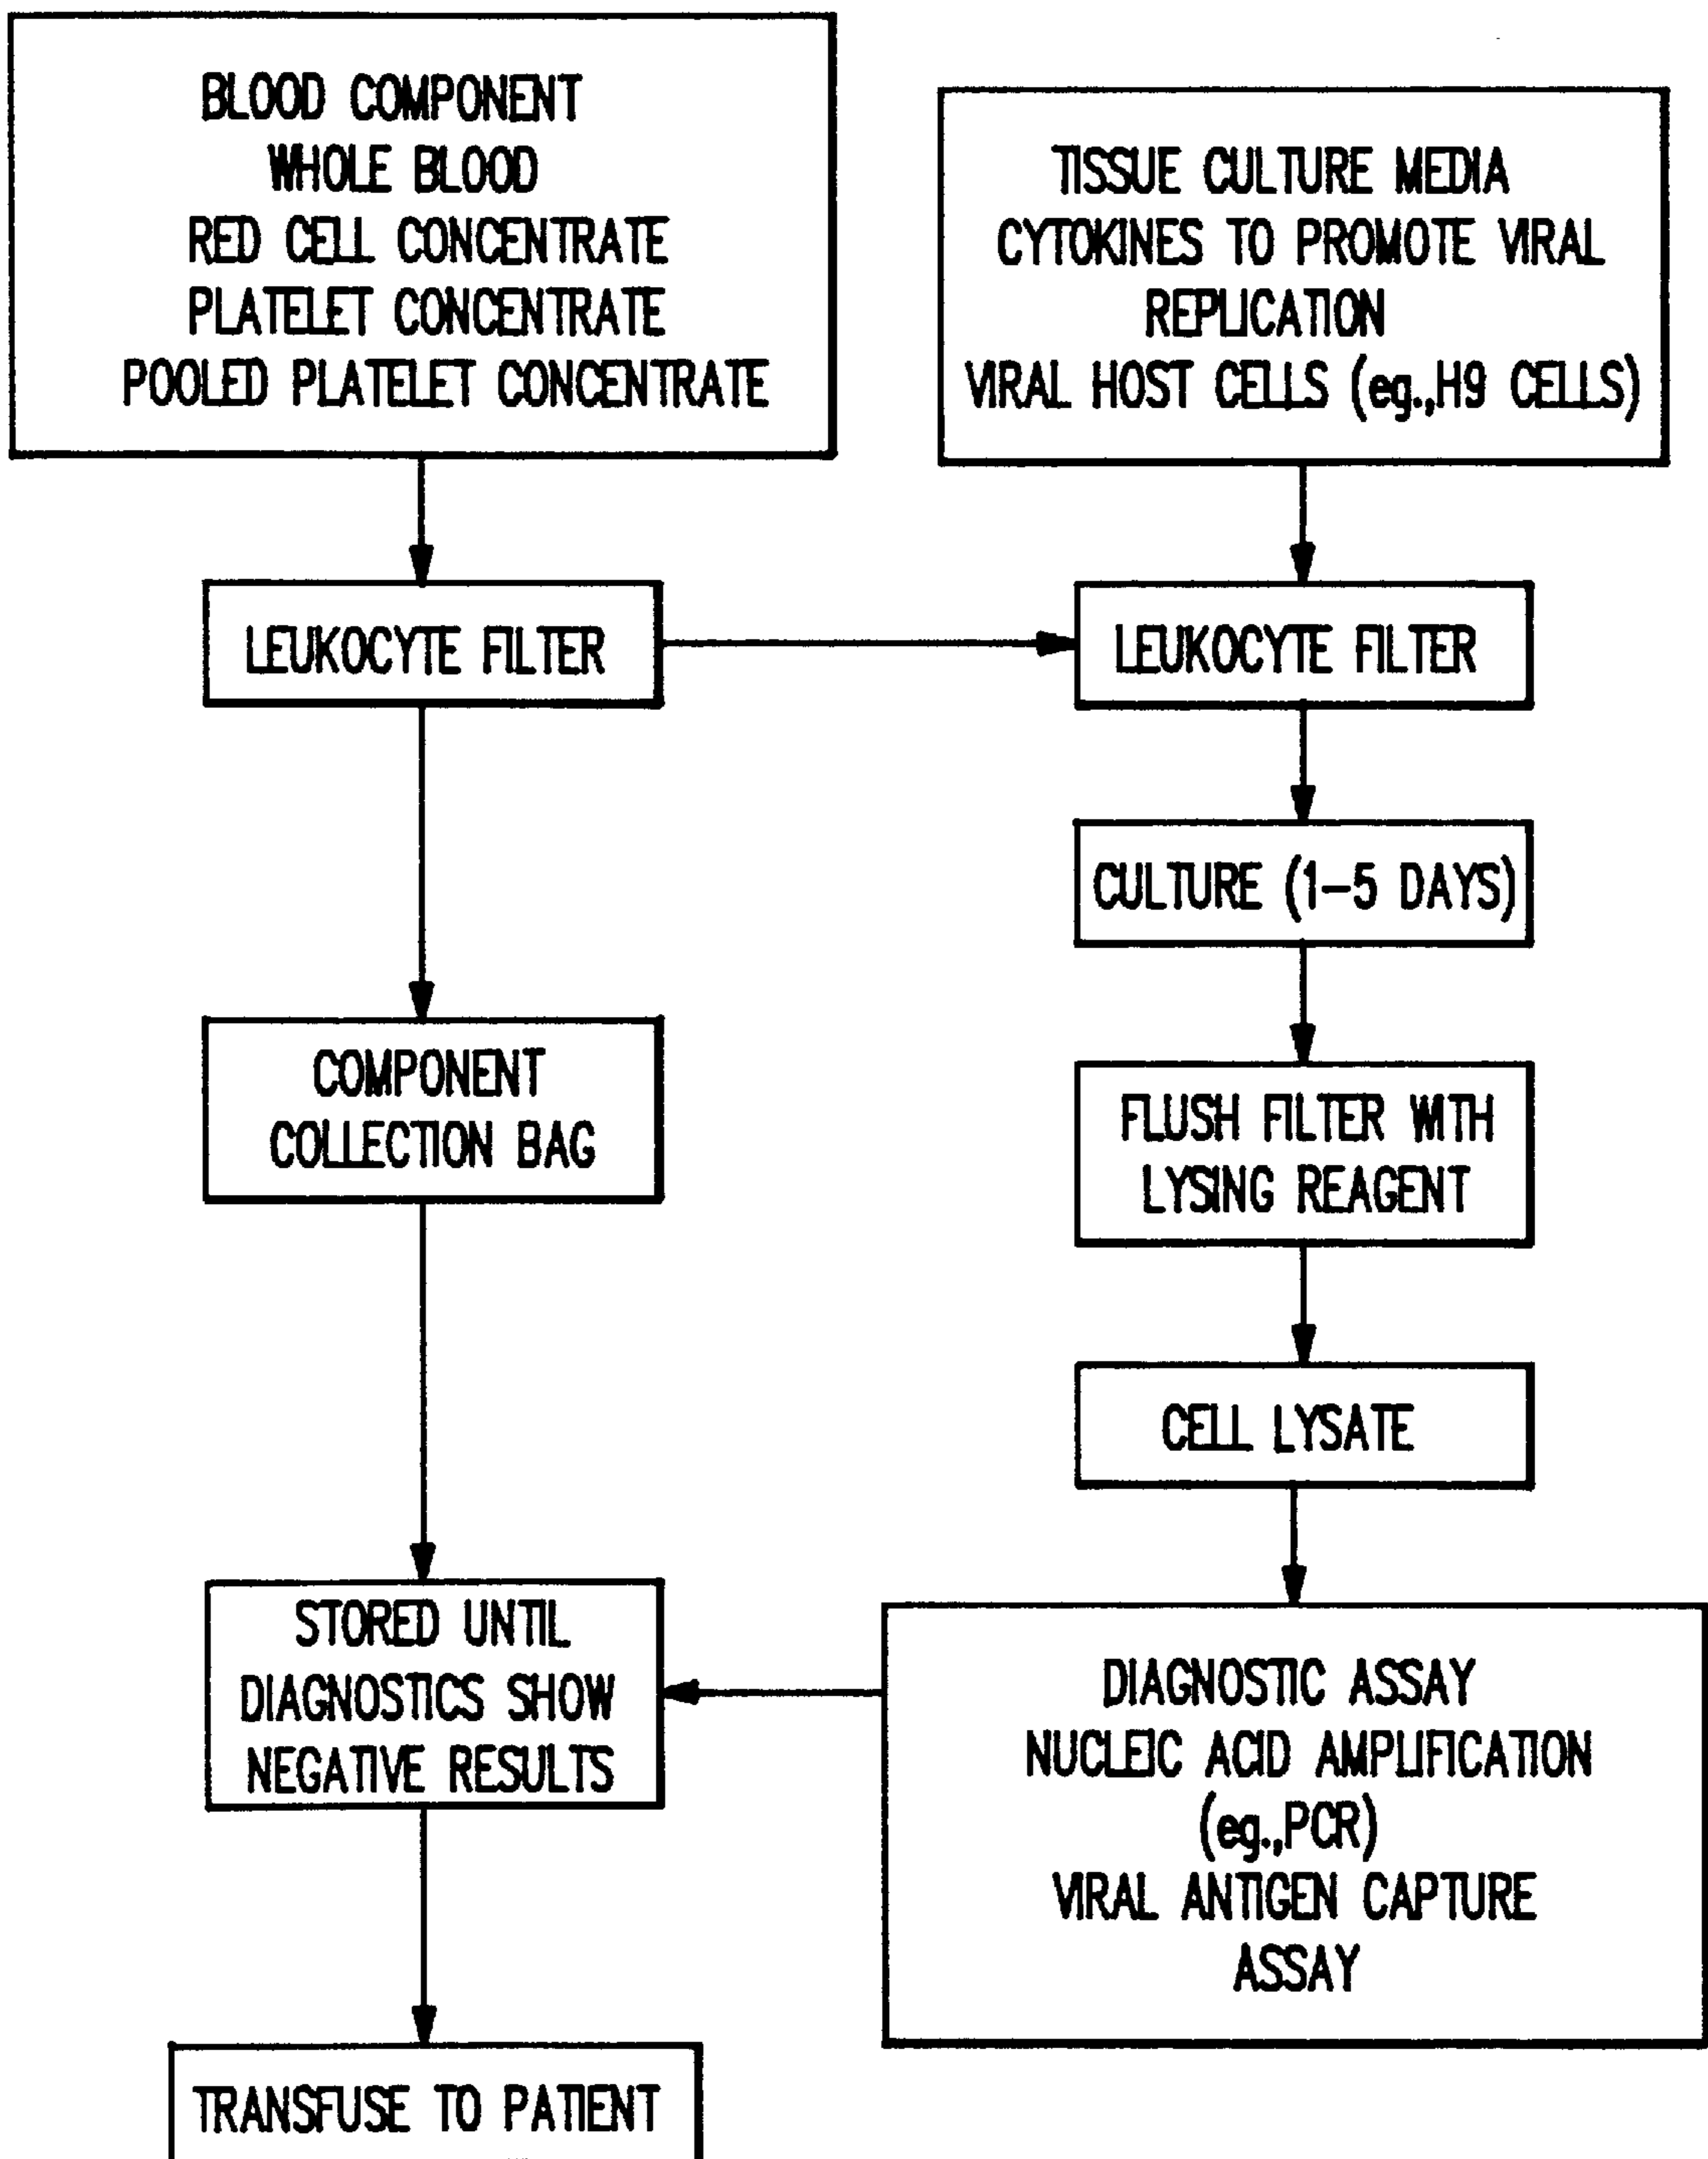 BLOOD COMPONENT
WHOLE BLOOD
RED CELL CONCENTRATE
PLATELET CONCENTRATE
POOLED PLATELET CONCENTRATE
TISSUE CULTURE MEDIA
CYTOKINES TO PROMOTE VIRAL
REPLICATION
VIRAL HOST CELLS (eg.,H9 CELLS)
LEUKOCYTE FILTER
LEUKOCYTE FILTER
CULTURE (1-5 DAYS)
COMPONENT
COLLECTION BAG
FLUSH FILTER WITH
LYSING REAGENT
CELL LYSATE
STORED UNTIL
DIAGNOSTICS SHOW
NEGATIVE RESULTS
DIAGNOSTIC ASSAY
NUCLEIC ACID AMPLIFICATION
(eg.,PCR)
VIRAL ANTIGEN CAPTURE
ASSAY
TRANSFUSE TO PATIENT